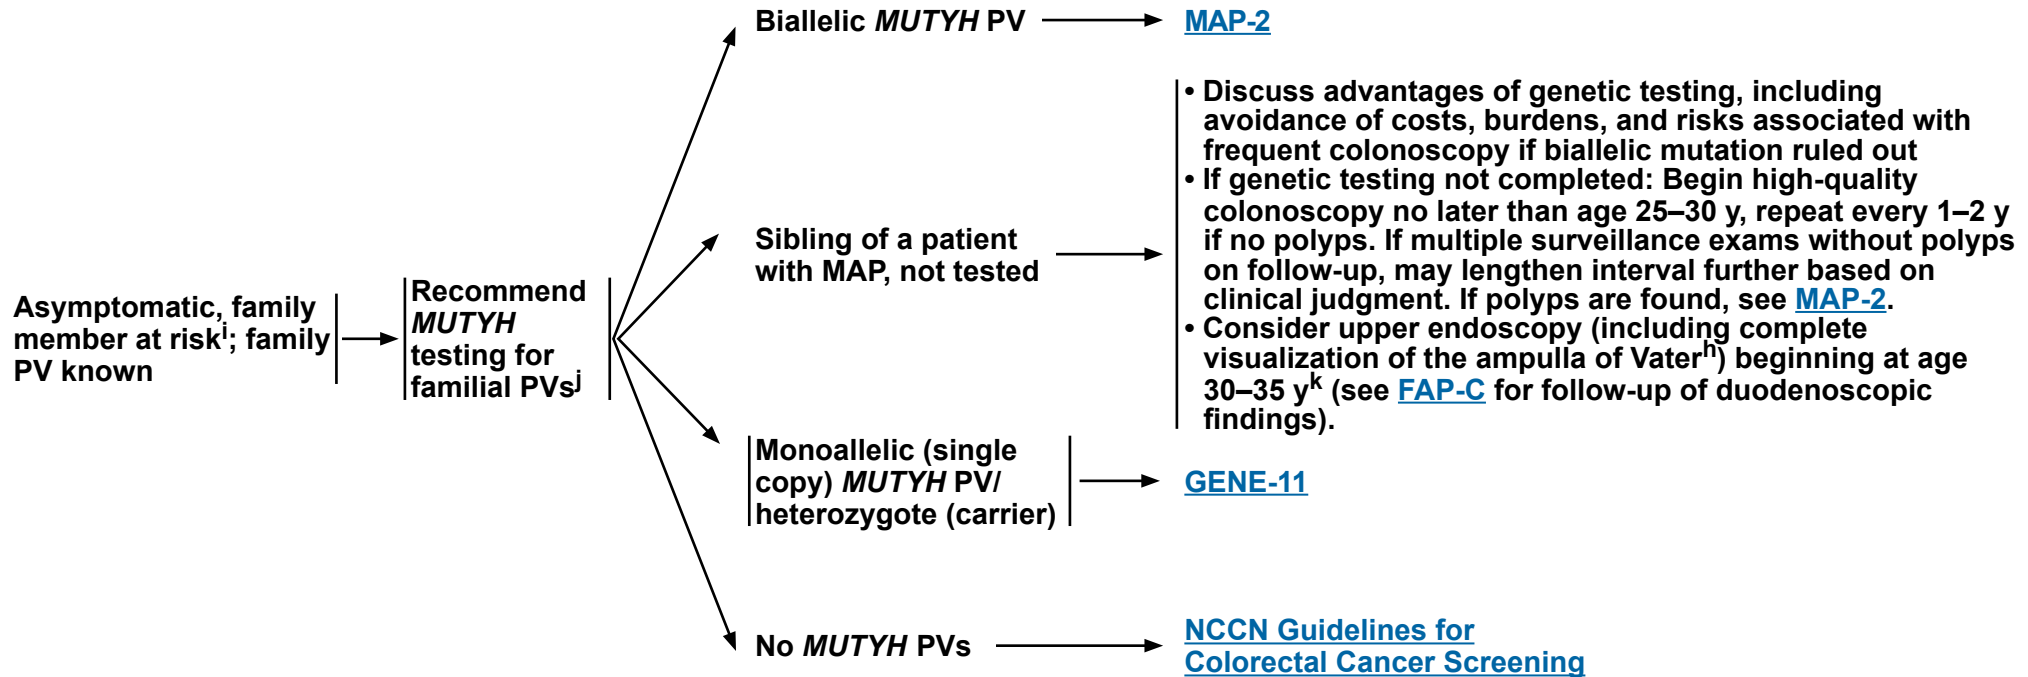 Asymptomatic, family
member at riskⁱ; family
PV known
Recommend
MUTYH
testing for
familial PVsʲ
Biallelic MUTYH PV
MAP-2
Sibling of a patient
with MAP, not tested
• Discuss advantages of genetic testing, including
avoidance of costs, burdens, and risks associated with
frequent colonoscopy if biallelic mutation ruled out
• If genetic testing not completed: Begin high-quality
colonoscopy no later than age 25–30 y, repeat every 1–2 y
if no polyps. If multiple surveillance exams without polyps
on follow-up, may lengthen interval further based on
clinical judgment. If polyps are found, see MAP-2.
• Consider upper endoscopy (including complete
visualization of the ampulla of Vaterʰ) beginning at age
30–35 yᵏ (see FAP-C for follow-up of duodenoscopic
findings).
Monoallelic (single
copy) MUTYH PV/
heterozygote (carrier)
GENE-11
No MUTYH PVs
NCCN Guidelines for
Colorectal Cancer Screening